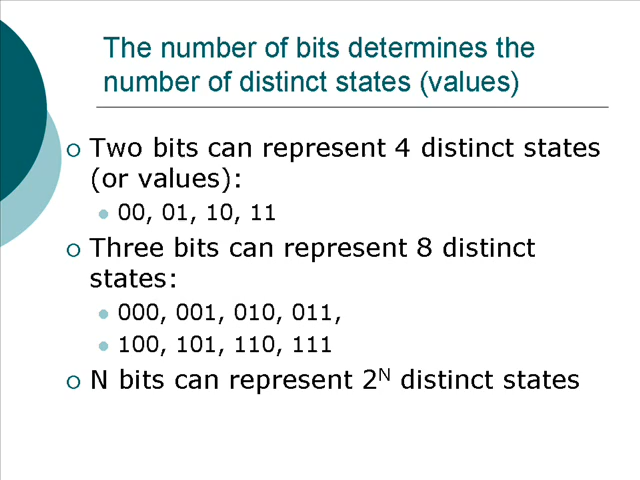 The number of bits determines the
number of distinct states (values)
Two bits can represent 4 distinct states
(or values):
00, 01, 10, 11
Three bits can represent 8 distinct
states:
000, 001, 010, 011,
100, 101, 110, 111
N bits can represent 2ᴺ distinct states